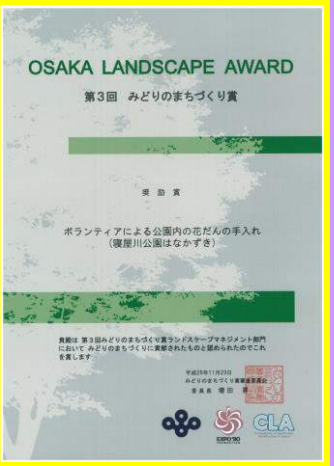 OSAKA LANDSCAPE AWARD
第3回 みどりのまちづくり賞
奨励賞
ボランティアによる公園内の花だんの手入れ
(寝屋川公園はなかずき)
貴殿は 第3回みどりのまちづくり賞ランドスケープマネジメント部門
において みどりのまちづくりに貢献されたものと認められたのでこれ
を賞します
平成25年11月23日
みどりのまちづくり賞審査委員会
委員長 増田 昇
EXPO'90
CLA